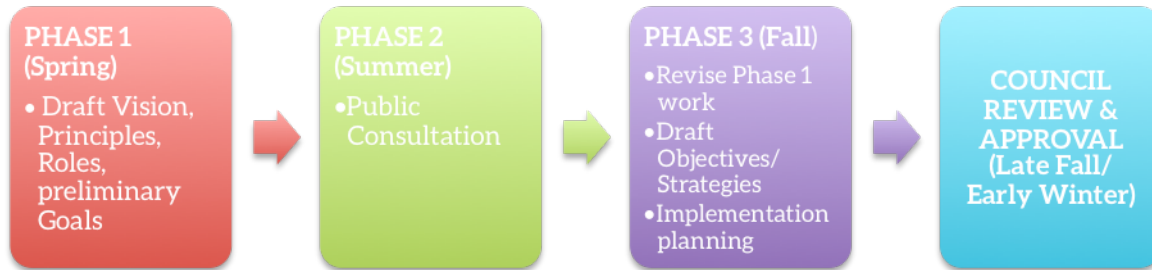 PHASE 1
(Spring)
• Draft Vision,
Principles,
Roles,
preliminary
Goals
PHASE 2
(Summer)
•Public
Consultation
PHASE 3 (Fall)
•Revise Phase 1
work
•Draft
Objectives/
Strategies
•Implementation
planning
COUNCIL
REVIEW &
APPROVAL
(Late Fall/
Early Winter)